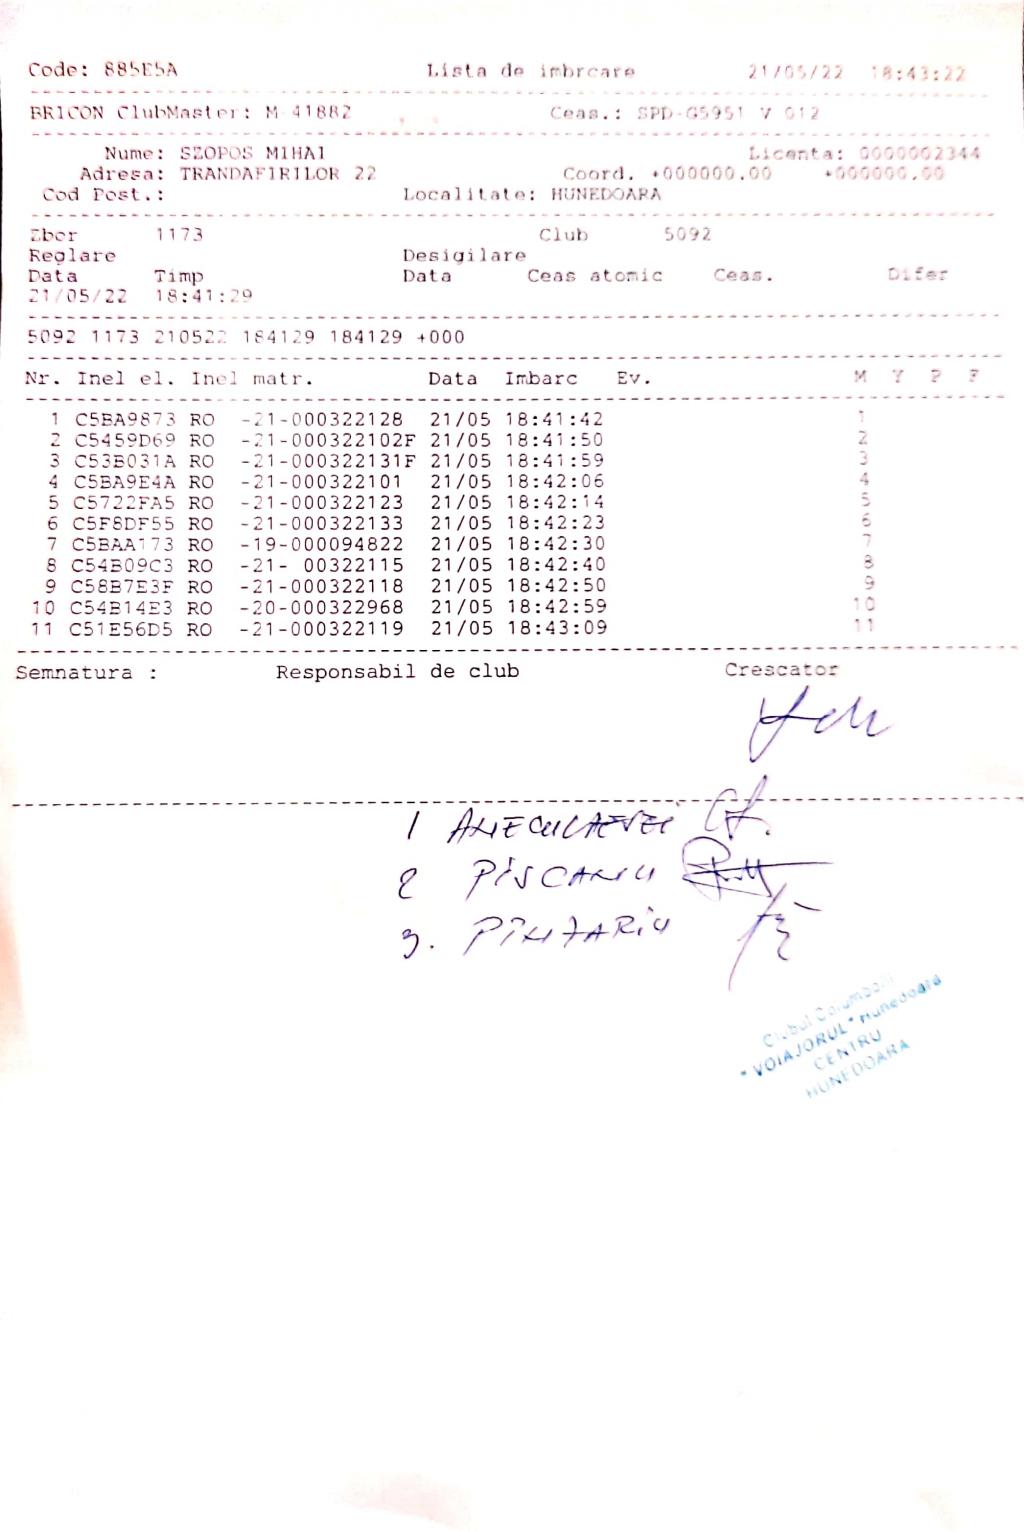 Code: 885E5A Lista de imbrcare 21/05/22 18:43:22
BRICON ClubMaster: M-41882 Ceas.: SPD-G5951 V 012
Nume: SZOPOS MIHAI Licenta: 0000002344
Adresa: TRANDAFIRILOR 22 Coord. +000000.00 +000000.00
Cod Post.: Localitate: HUNEDOARA
Zbor 1173 Club 5092
Reglare Desigilare
Data Timp Data Ceas atomic Ceas. Difer
21/05/22 18:41:29
5092 1173 210522 184129 184129 +000
Nr. Inel el. Inel matr. Data Imbarc Ev. M Y P F
1 C5BA9873 RO -21-000322128 21/05 18:41:42 1
2 C5459D69 RO -21-000322102F 21/05 18:41:50 2
3 C53B031A RO -21-000322131F 21/05 18:41:59 3
4 C5BA9E4A RO -21-000322101 21/05 18:42:06 4
5 C5722FA5 RO -21-000322123 21/05 18:42:14 5
6 C5F8DF55 RO -21-000322133 21/05 18:42:23 6
7 C5BAA173 RO -19-000094822 21/05 18:42:30 7
8 C54B09C3 RO -21- 00322115 21/05 18:42:40 8
9 C58B7E3F RO -21-000322118 21/05 18:42:50 9
10 C54B14E3 RO -20-000322968 21/05 18:42:59 10
11 C51E56D5 RO -21-000322119 21/05 18:43:09 11
Semnatura : Responsabil de club Crescator
1
2 PISCANU
3. PINTARIU
Clubul
"VOIAJORUL" Hunedoara
CENTRU
HUNEDOARA